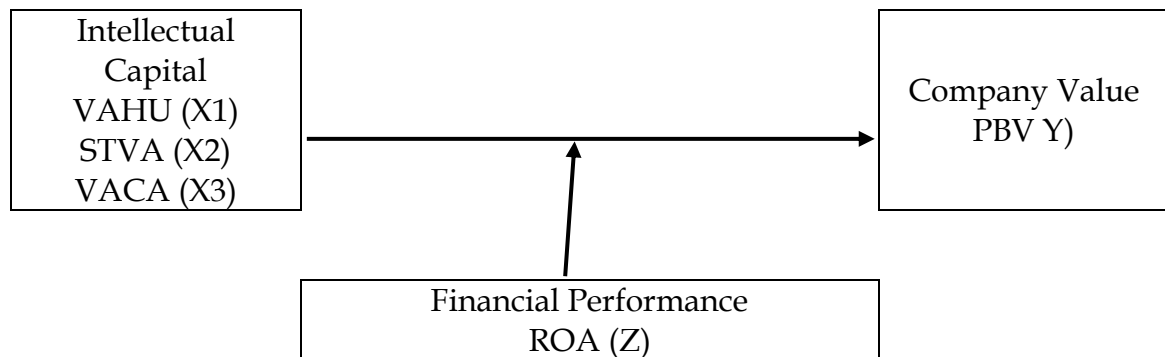 Intellectual
Capital
VAHU (X1)
STVA (X2)
VACA (X3)
Company Value
PBV Y)
Financial Performance
ROA (Z)